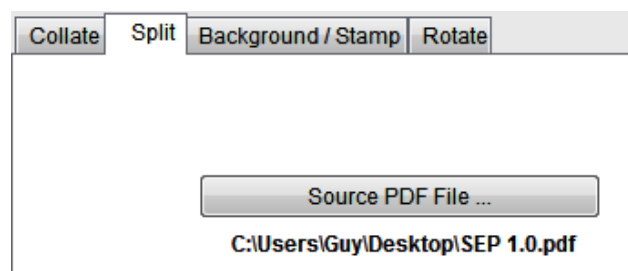 Collate Split Background / Stamp Rotate
Source PDF File ...
C:\Users\Guy\Desktop\SEP 1.0.pdf